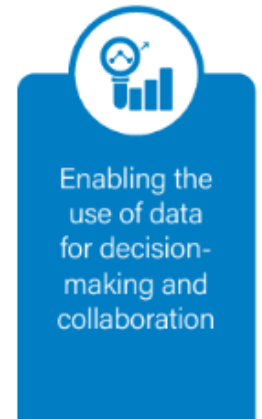 Enabling the
use of data
for decision-
making and
collaboration